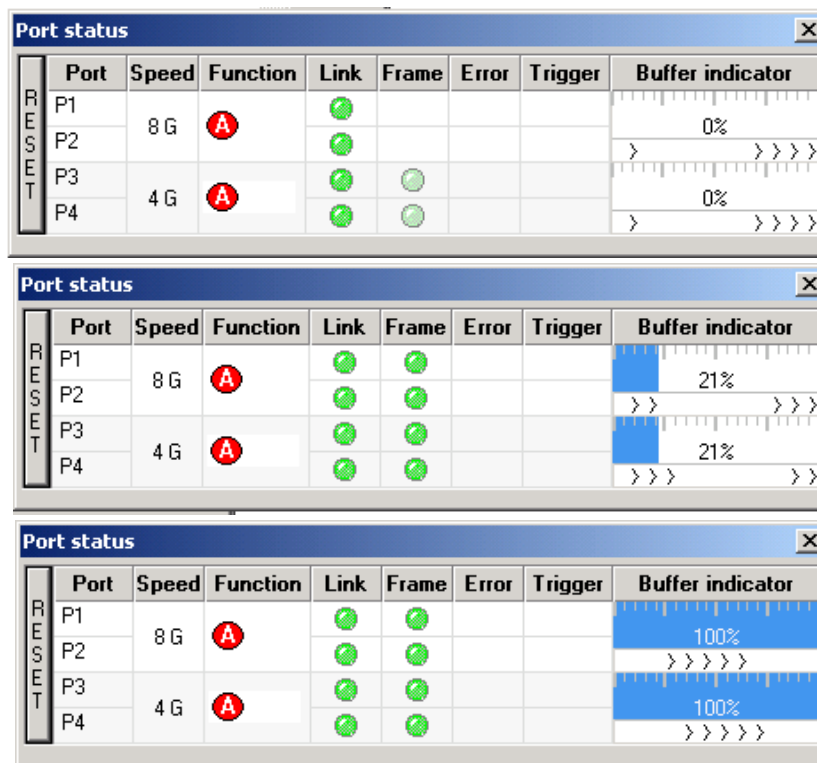 Port status
RESET Port Speed Function Link Frame Error Trigger Buffer indicator
P1
8 G A 0%
P2
> > > > >
P3
4 G A 0%
P4
> > > > >
Port status
RESET Port Speed Function Link Frame Error Trigger Buffer indicator
P1
8 G A 21%
P2
> > > > >
P3
4 G A 21%
P4
> > > > >
Port status
RESET Port Speed Function Link Frame Error Trigger Buffer indicator
P1
8 G A 100%
P2
> > > > >
P3
4 G A 100%
P4
> > > > >